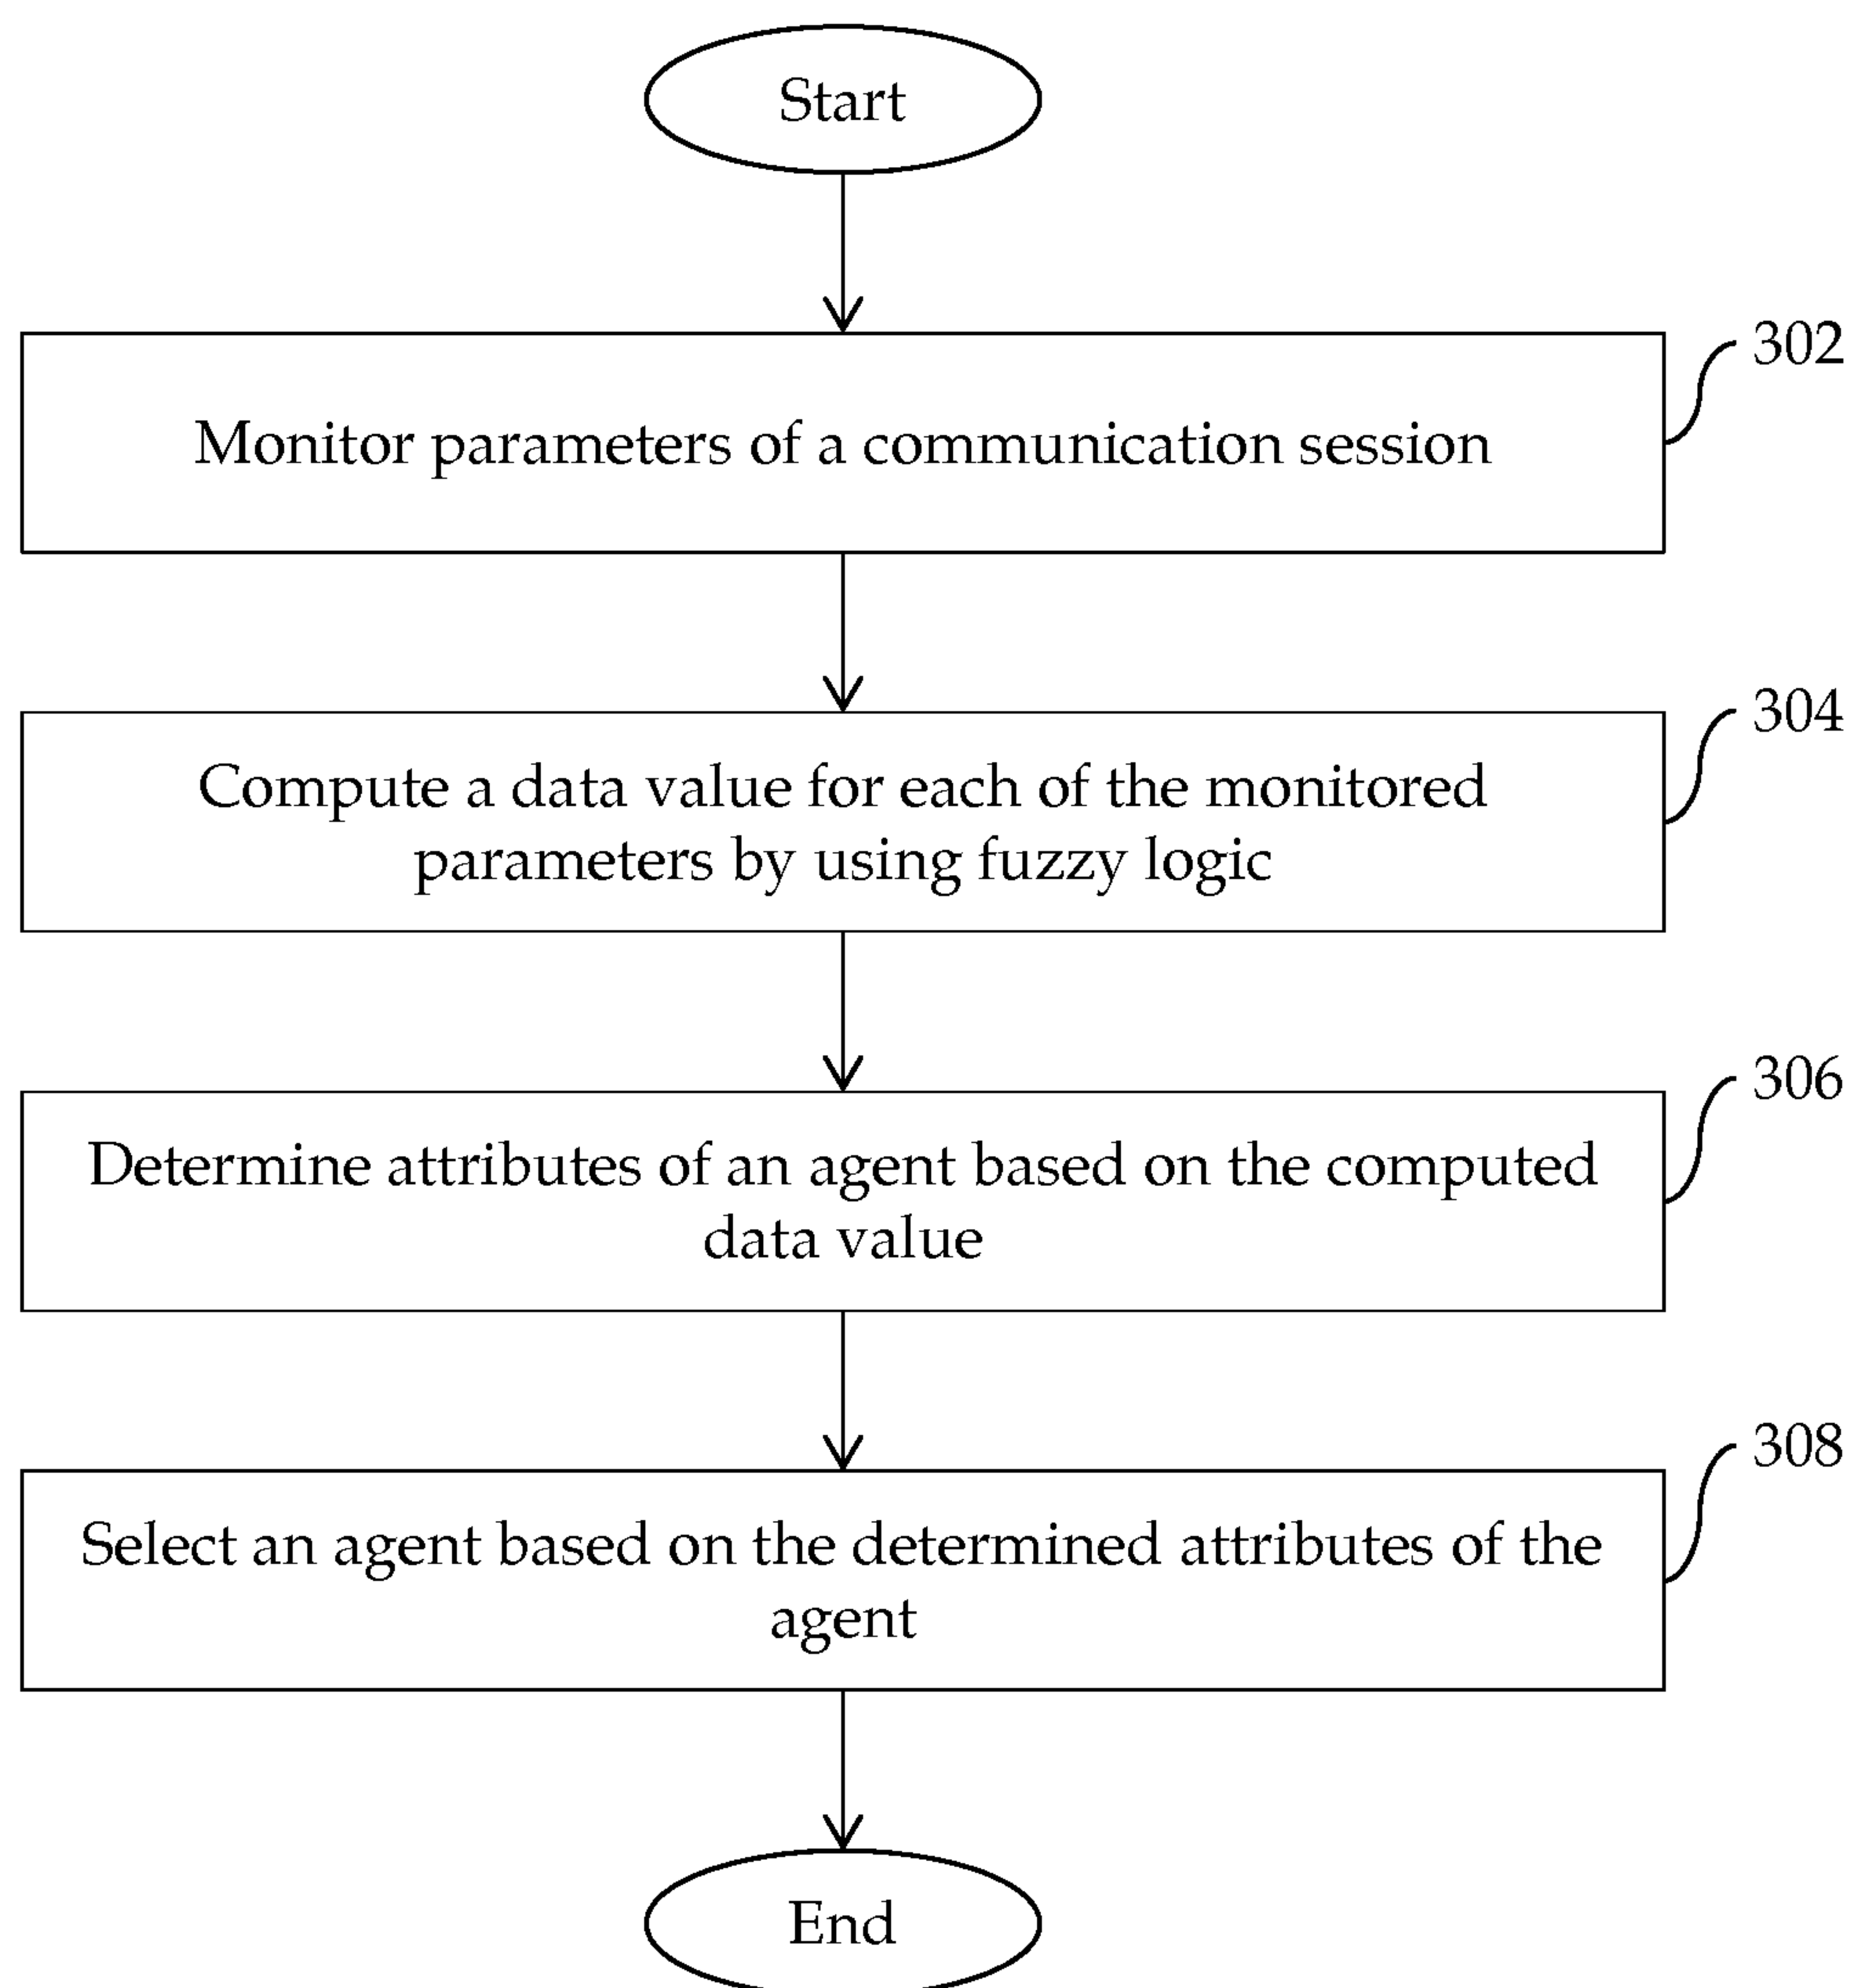 Start
302
Monitor parameters of a communication session
304
Compute a data value for each of the monitored
parameters by using fuzzy logic
306
Determine attributes of an agent based on the computed
data value
308
Select an agent based on the determined attributes of the
agent
End